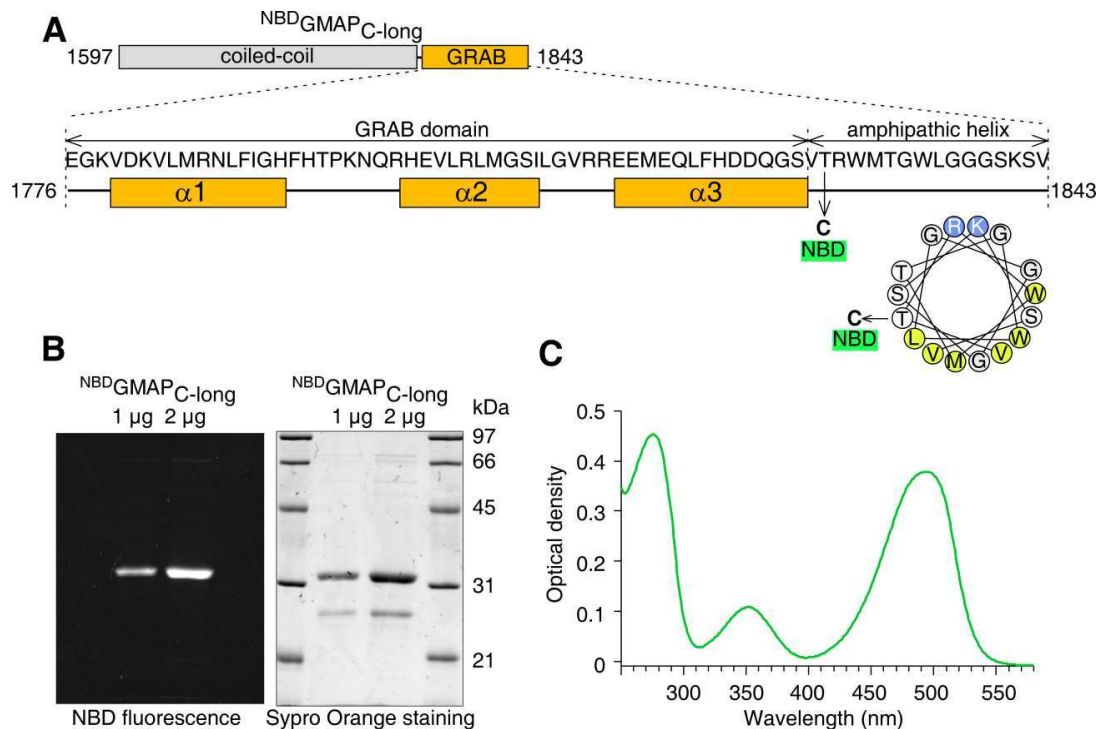 A
NBDGMAPC-long
1597 coiled-coil GRAB 1843
GRAB domain amphipathic helix
EGKVDKVLMRNLFIGHFHTPKNQRHEVLRLMGSILGVRREEMEQLFHDDQGSVTRWMTGWLGGGSKSV
1776 α1 α2 α3 1843
C
NBD
G R K G
T G
S W
C T S
NBD L W
V M G V
B
NBDGMAPC-long
1 µg 2 µg
1 µg 2 µg
NBDGMAPC-long
kDa
97
66
45
31
21
NBD fluorescence Sypro Orange staining
C
Optical density
0.5
0.4
0.3
0.2
0.1
0
300 350 400 450 500 550
Wavelength (nm)